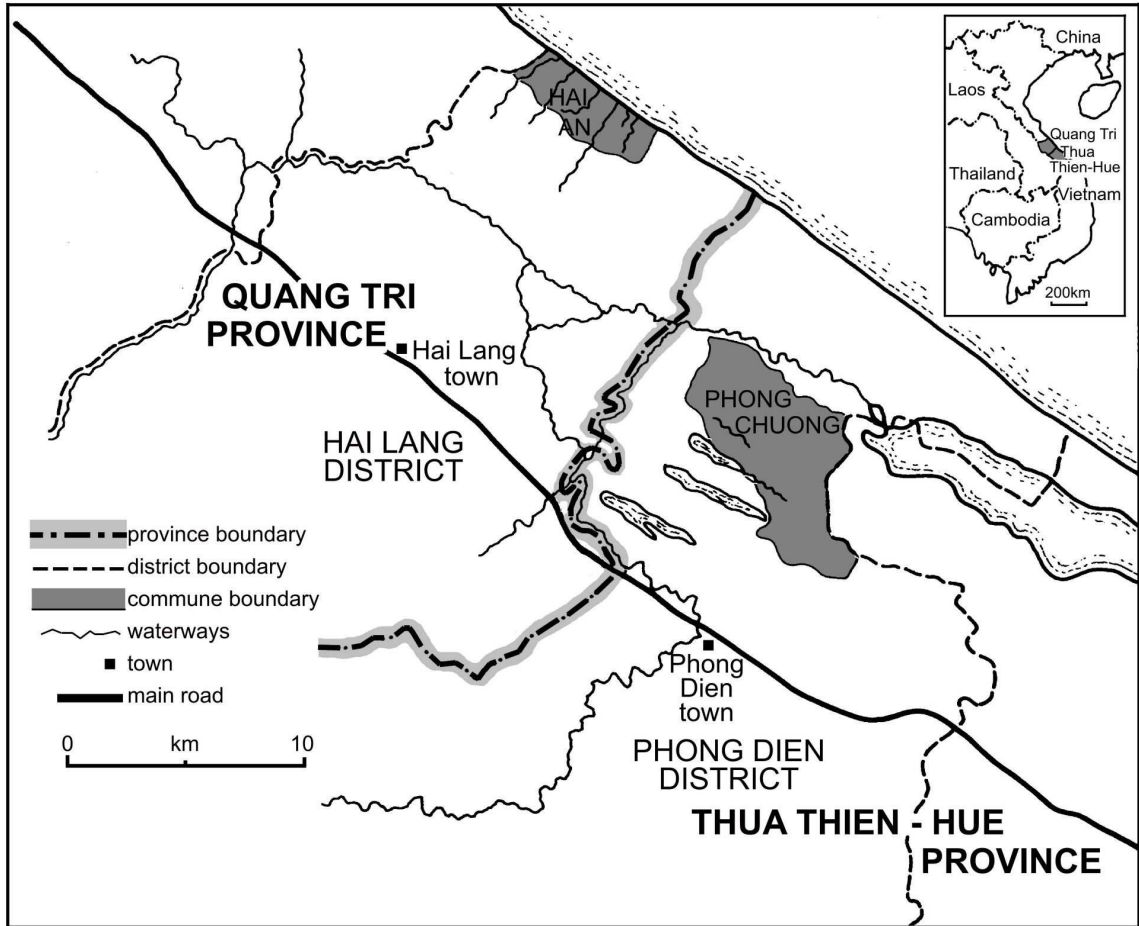 HAI
AN
QUANG TRI
PROVINCE
Hai Lang
town
HAI LANG
DISTRICT
PHONG
CHUONG
Phong
Dien
town
PHONG DIEN
DISTRICT
THUA THIEN - HUE
PROVINCE
province boundary
district boundary
commune boundary
waterways
town
main road
0 km 10
China
Laos
Quang Tri
Thua
Thien-Hue
Thailand
Vietnam
Cambodia
200km